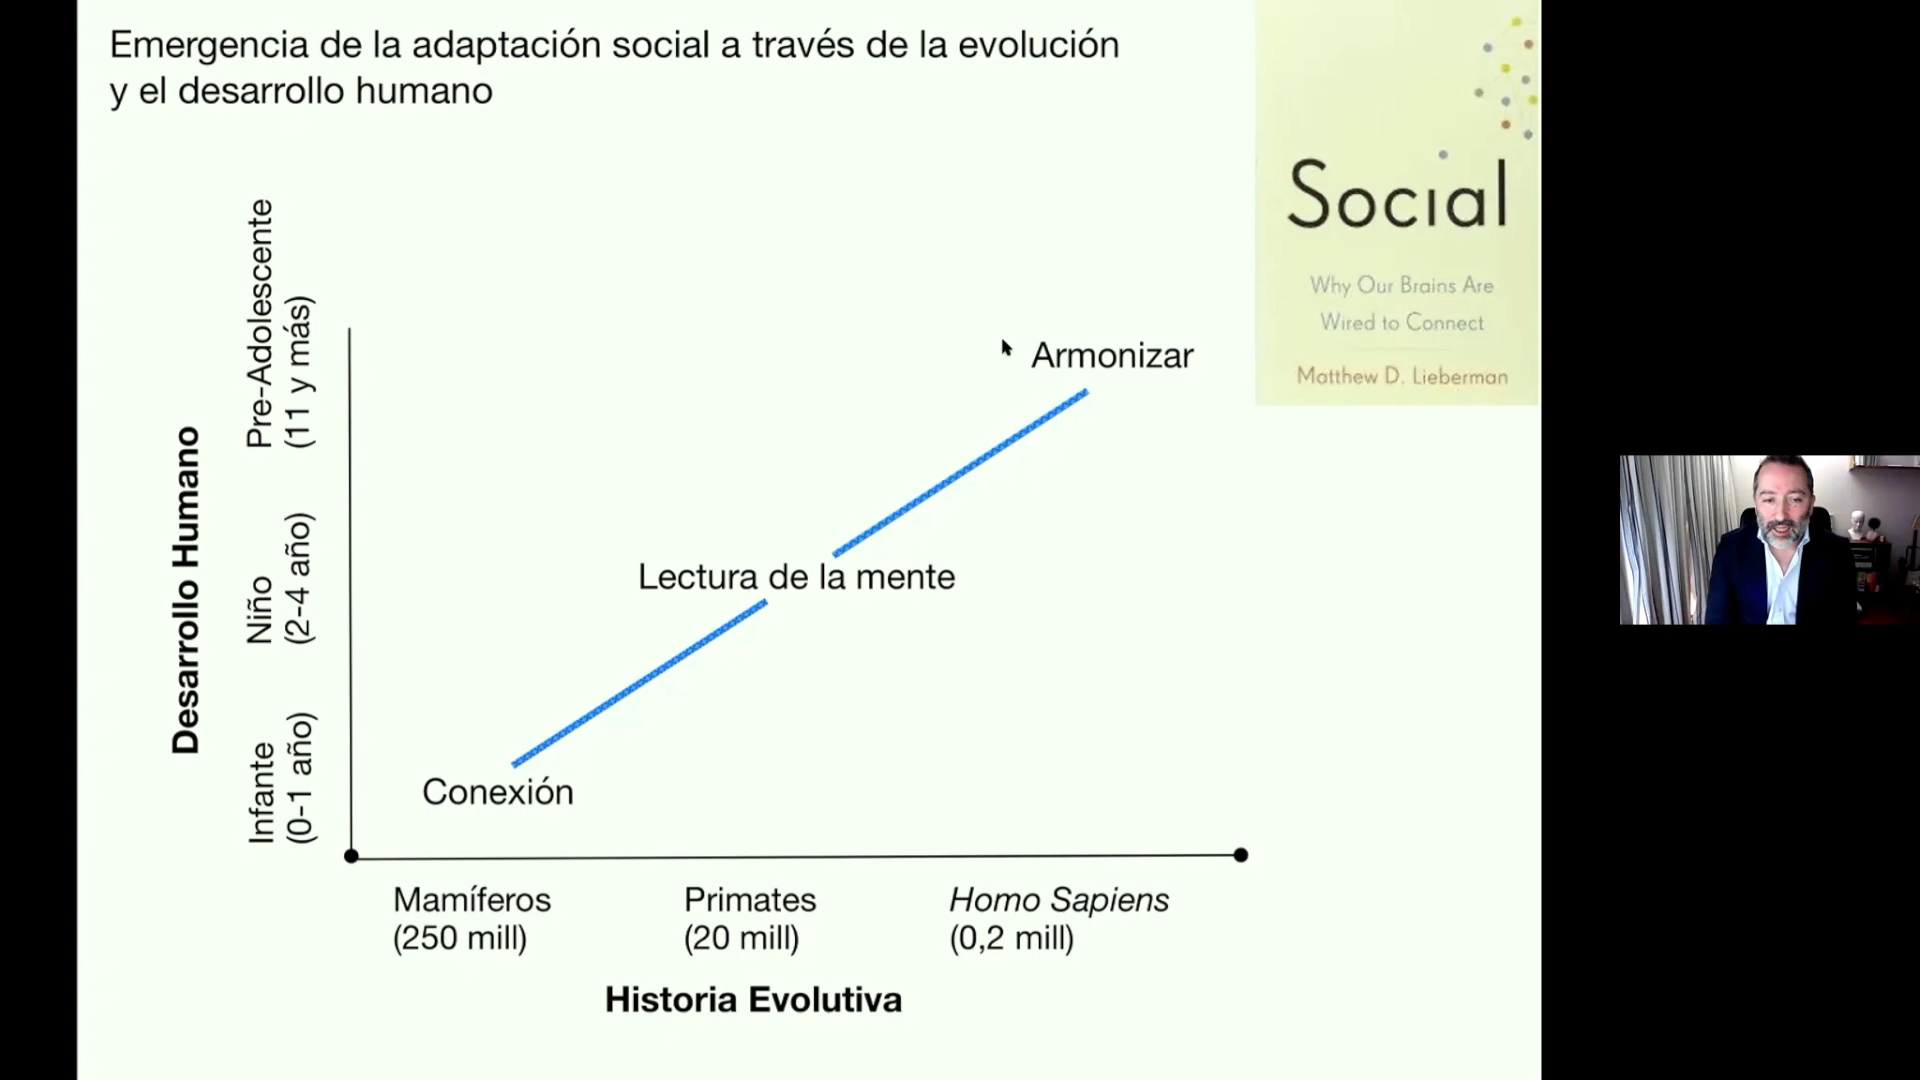 Emergencia de la adaptación social a través de la evolución
y el desarrollo humano
Social
Why Our Brains Are
Wired to Connect
Matthew D. Lieberman
Desarrollo Humano
Pre-Adolescente
(11 y más)
Niño
(2-4 año)
Infante
(0-1 año)
Armonizar
Lectura de la mente
Conexión
Mamíferos
(250 mill)
Primates
(20 mill)
Homo Sapiens
(0,2 mill)
Historia Evolutiva